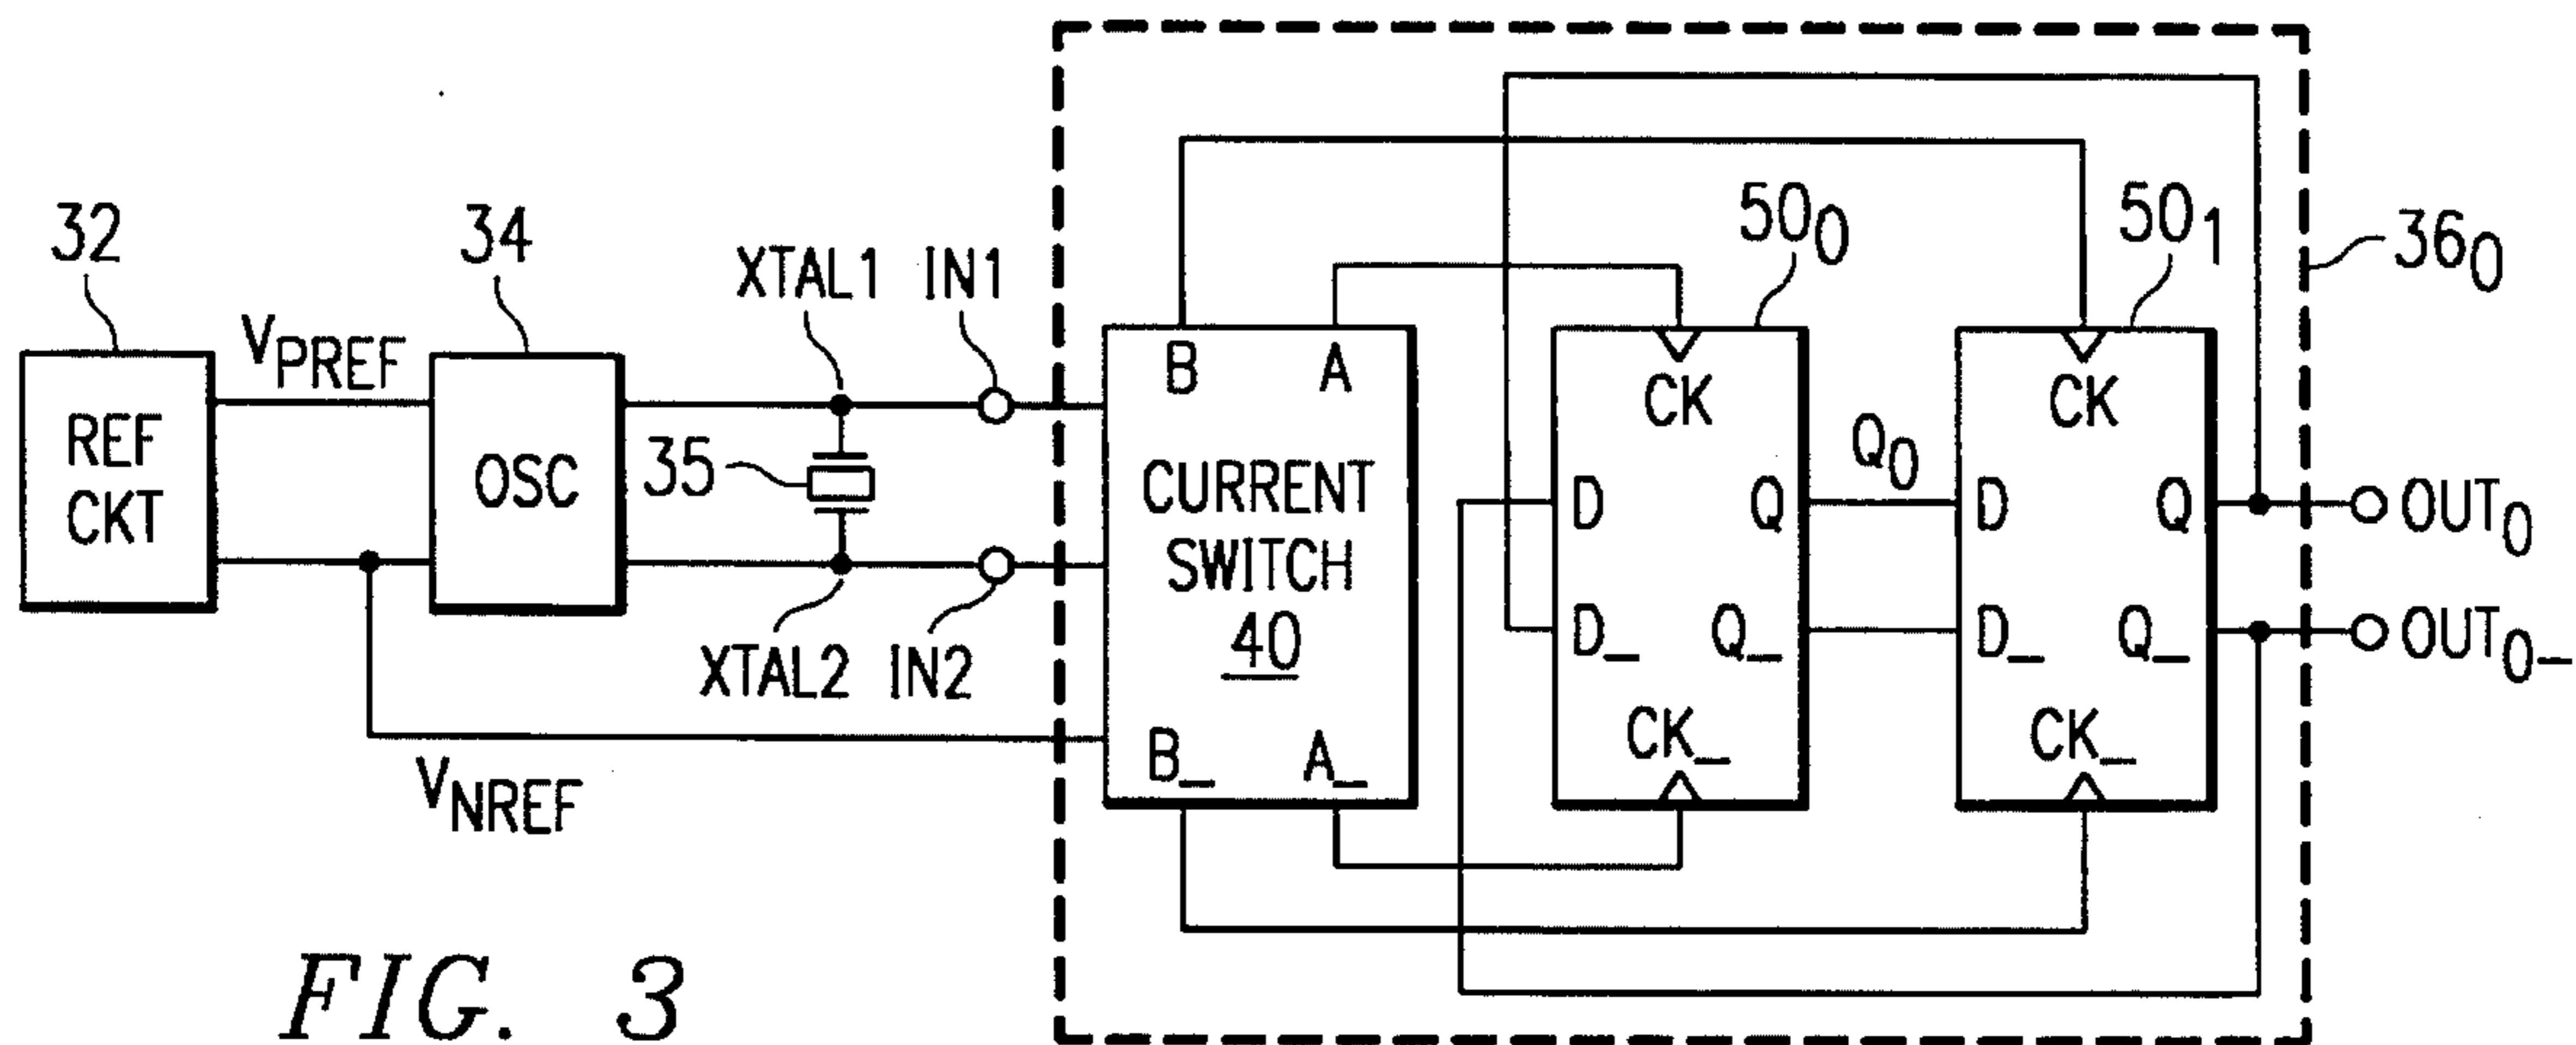 32
V_PREF
REF
CKT
34
OSC
V_NREF
XTAL1
IN1
35
XTAL2
IN2
B
A
CURRENT
SWITCH
40
B_
A_
50_0
CK
D
Q
D_
Q_
CK_
Q_0
50_1
CK
D
Q
D_
Q_
CK_
36_0
OUT_0
OUT_0-
FIG. 3